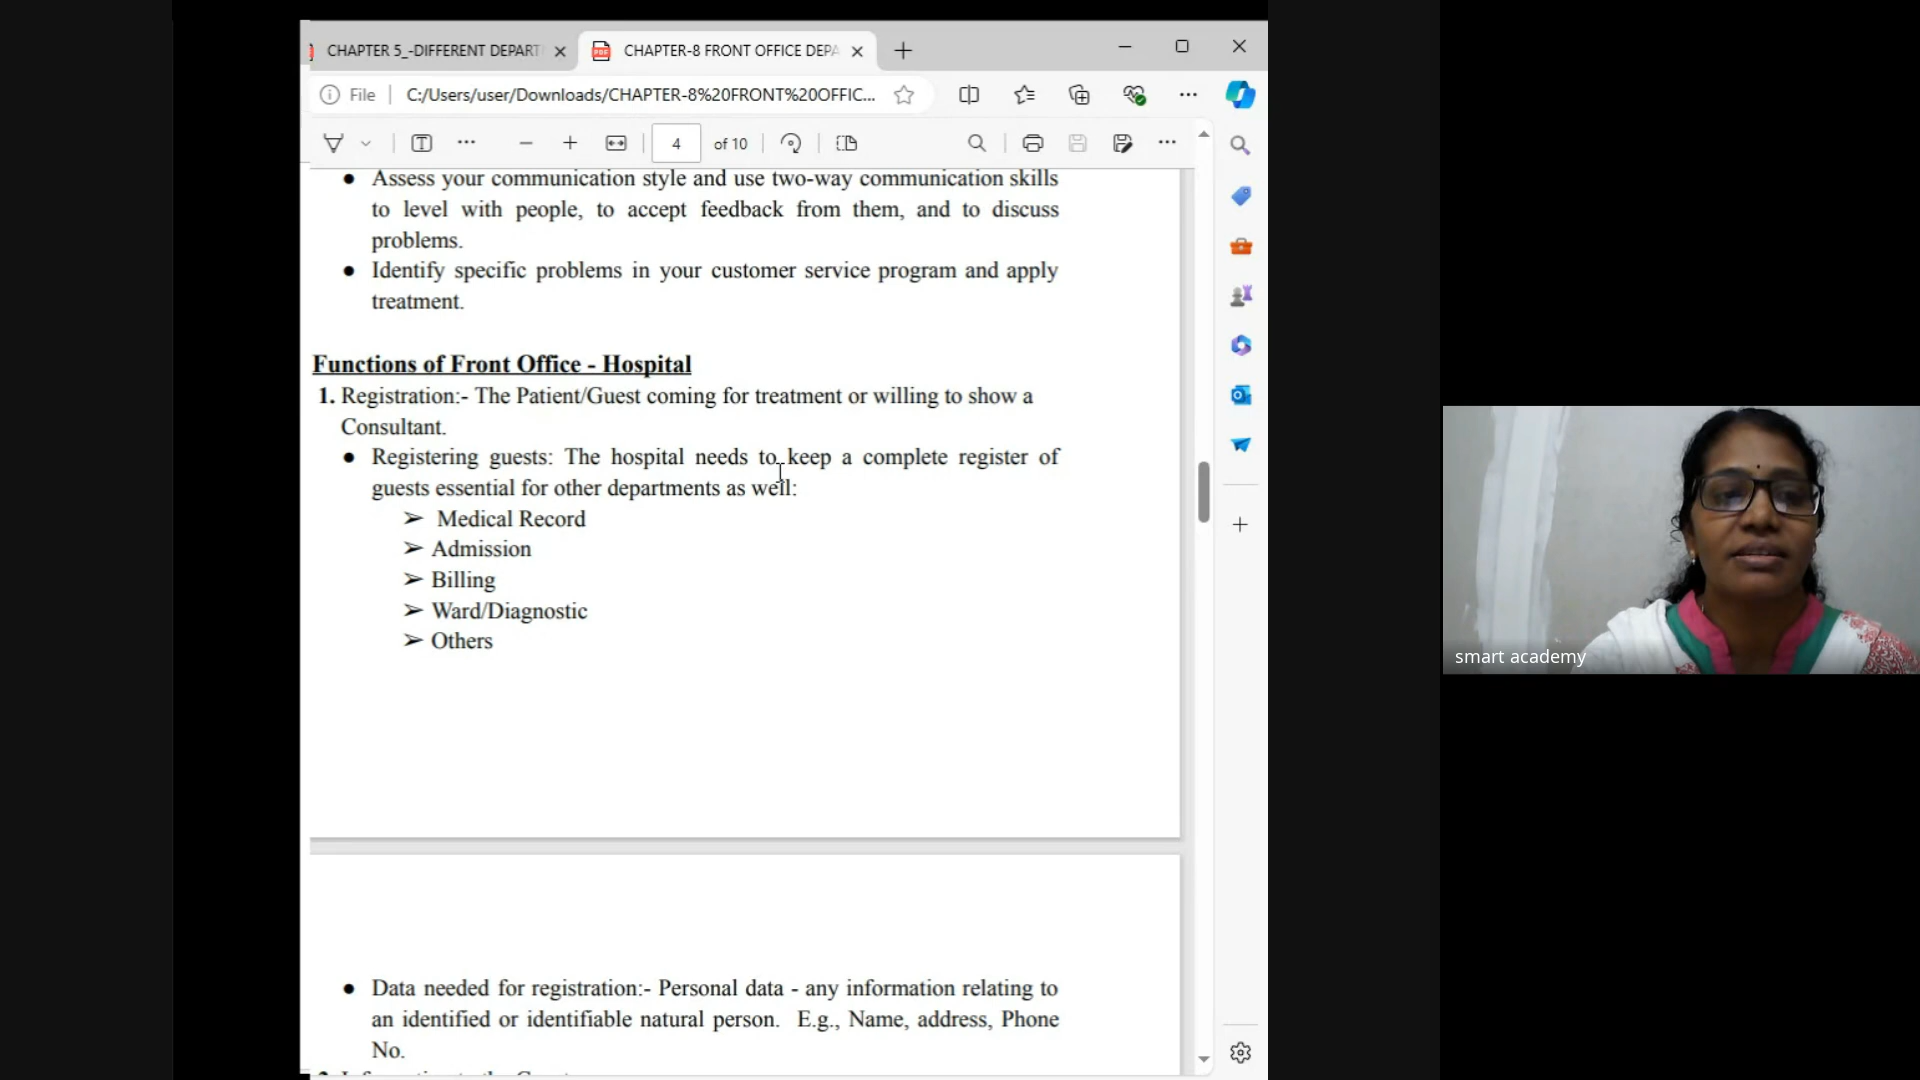 CHAPTER 5_-DIFFERENT DEPART
CHAPTER-8 FRONT OFFICE DEPA
File
C:/Users/user/Downloads/CHAPTER-8%20FRONT%20OFFIC...
4 of 10
● Assess your communication style and use two-way communication skills
to level with people, to accept feedback from them, and to discuss
problems.
● Identify specific problems in your customer service program and apply
treatment.
Functions of Front Office - Hospital
1. Registration:- The Patient/Guest coming for treatment or willing to show a
Consultant.
● Registering guests: The hospital needs to keep a complete register of
guests essential for other departments as well:
➢ Medical Record
➢ Admission
➢ Billing
➢ Ward/Diagnostic
➢ Others
● Data needed for registration:- Personal data - any information relating to
an identified or identifiable natural person. E.g., Name, address, Phone
No.
smart academy